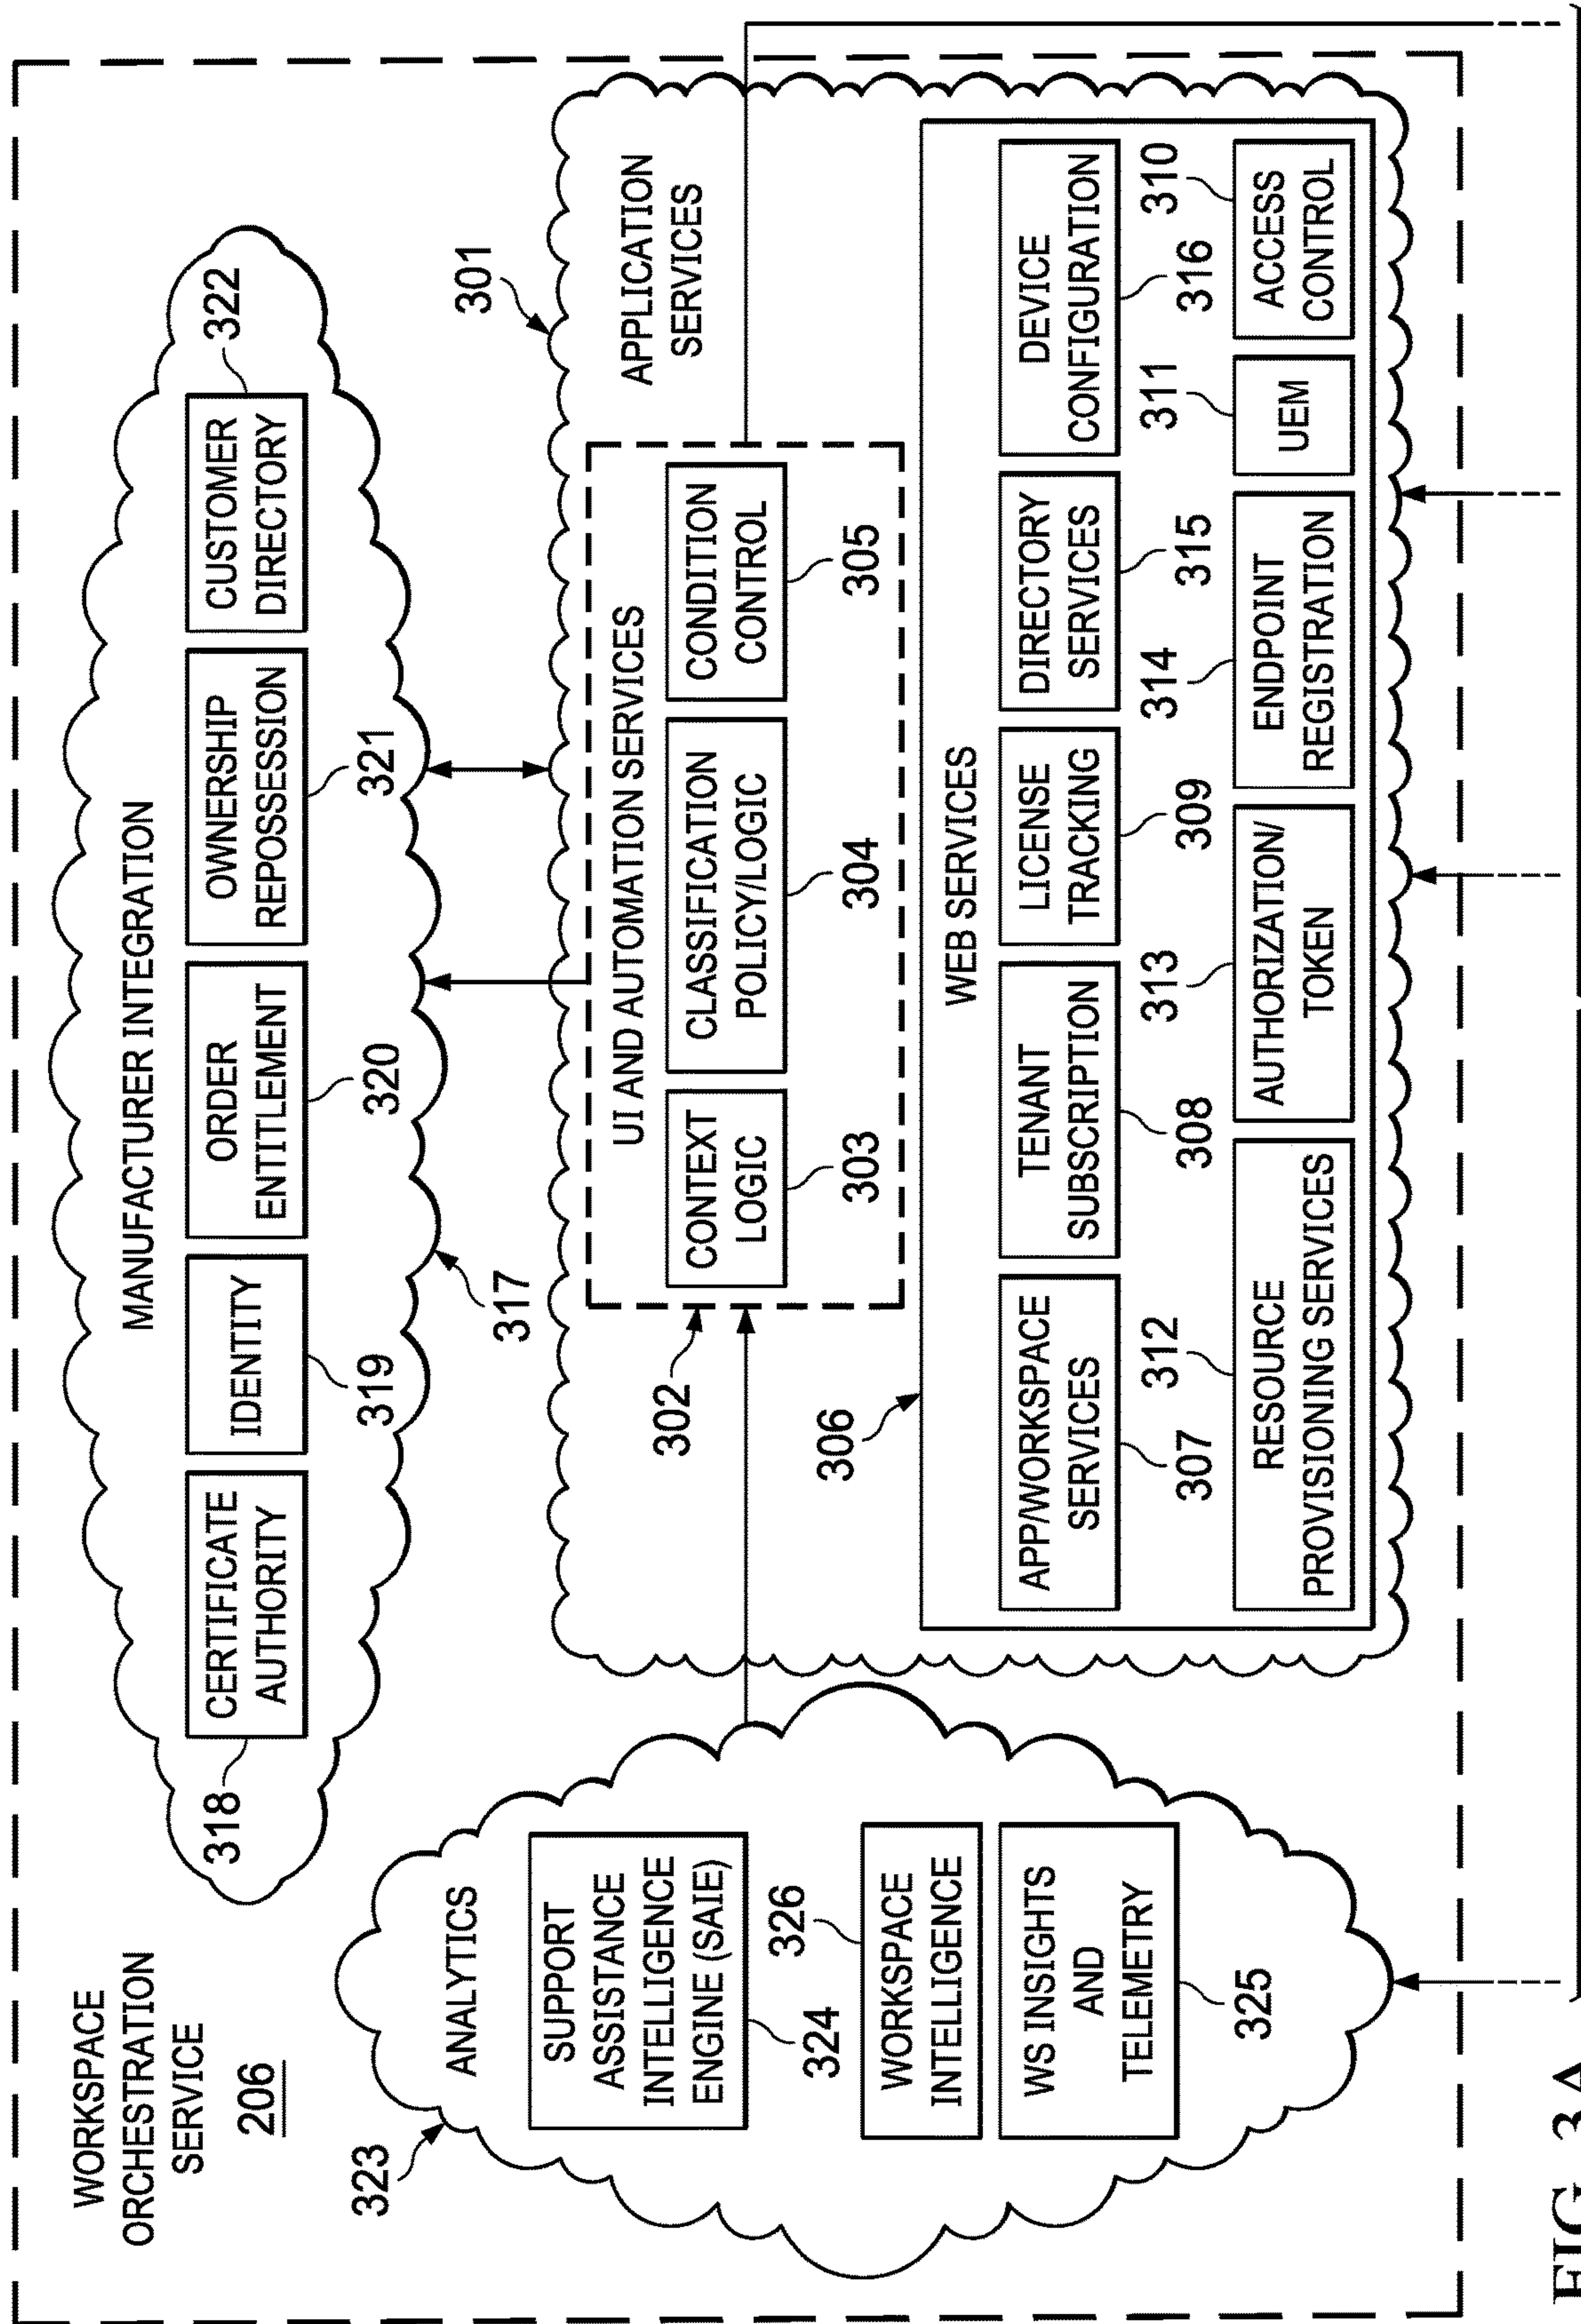 WORKSPACE
ORCHESTRATION
SERVICE
206
MANUFACTURER INTEGRATION
318
CERTIFICATE
AUTHORITY
IDENTITY
319
ORDER
ENTITLEMENT
320
OWNERSHIP
REPOSSESSION
321
CUSTOMER
DIRECTORY
322
317
323
ANALYTICS
SUPPORT
ASSISTANCE
INTELLIGENCE
ENGINE (SAIE)
324
326
WORKSPACE
INTELLIGENCE
WS INSIGHTS
AND
TELEMETRY
325
301
APPLICATION
SERVICES
302
UI AND AUTOMATION SERVICES
CONTEXT
LOGIC
303
CLASSIFICATION
POLICY/LOGIC
304
CONDITION
CONTROL
305
306
WEB SERVICES
APP/WORKSPACE
SERVICES
307
TENANT
SUBSCRIPTION
308
LICENSE
TRACKING
309
DIRECTORY
SERVICES
315
DEVICE
CONFIGURATION
316
312
RESOURCE
PROVISIONING SERVICES
313
AUTHORIZATION/
TOKEN
314
ENDPOINT
REGISTRATION
311
UEM
310
ACCESS
CONTROL
FIG. 3A